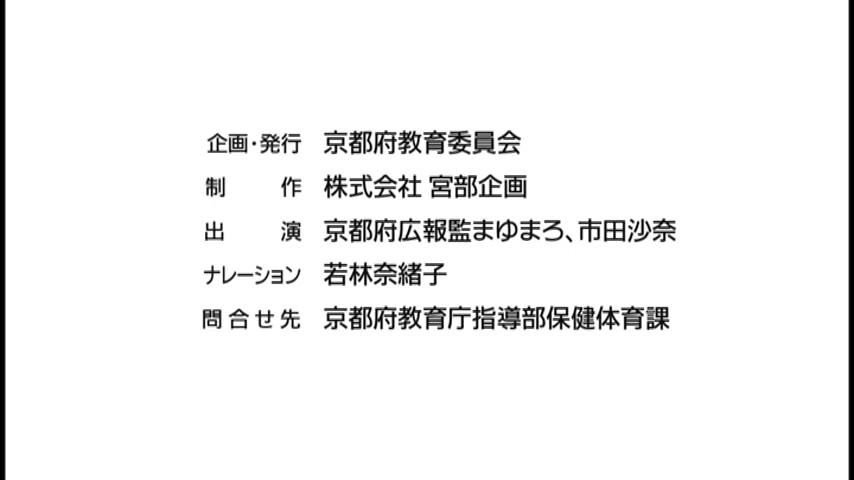 企画・発行 京都府教育委員会
制作 株式会社 宮部企画
出演 京都府広報監まゆまろ、市田沙奈
ナレーション 若林奈緒子
問合せ先 京都府教育庁指導部保健体育課